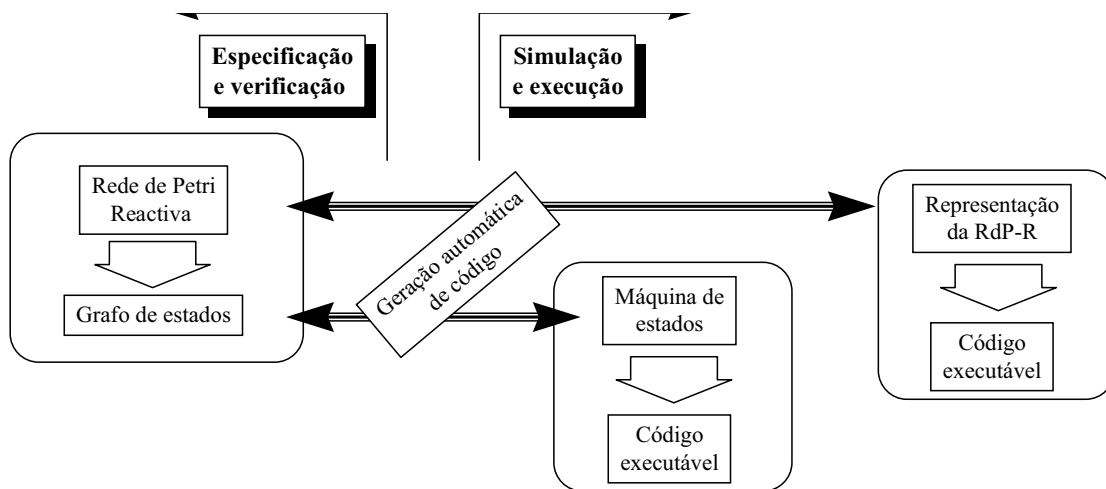 Especificação
e verificação
Simulação
e execução
Rede de Petri
Reactiva
Grafo de estados
Geração automática
de código
Máquina de
estados
Código
executável
Representação
da RdP-R
Código
executável